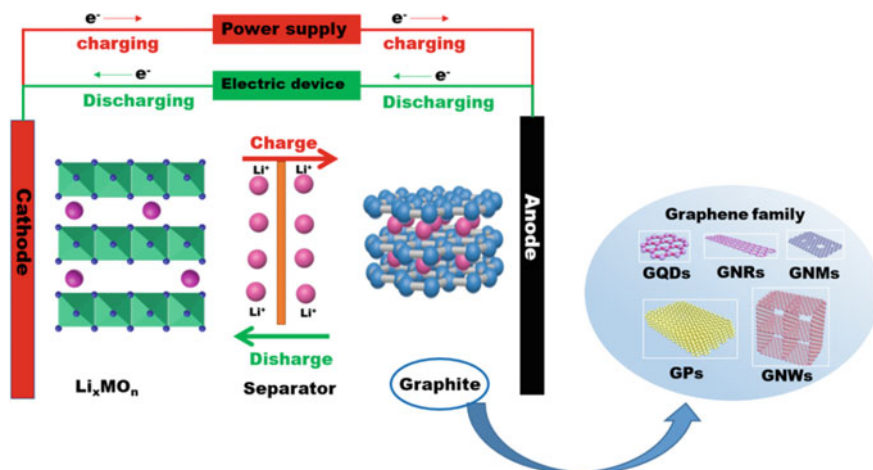 e⁻
e⁻
Power supply
charging
charging
e⁻
e⁻
Electric device
Discharging
Discharging
Cathode
Charge
Li⁺
Li⁺
Anode
Li⁺
Li⁺
Disharge
LiₓMOₙ
Separator
Graphite
Graphene family
GQDs
GNRs
GNMs
GPs
GNWs